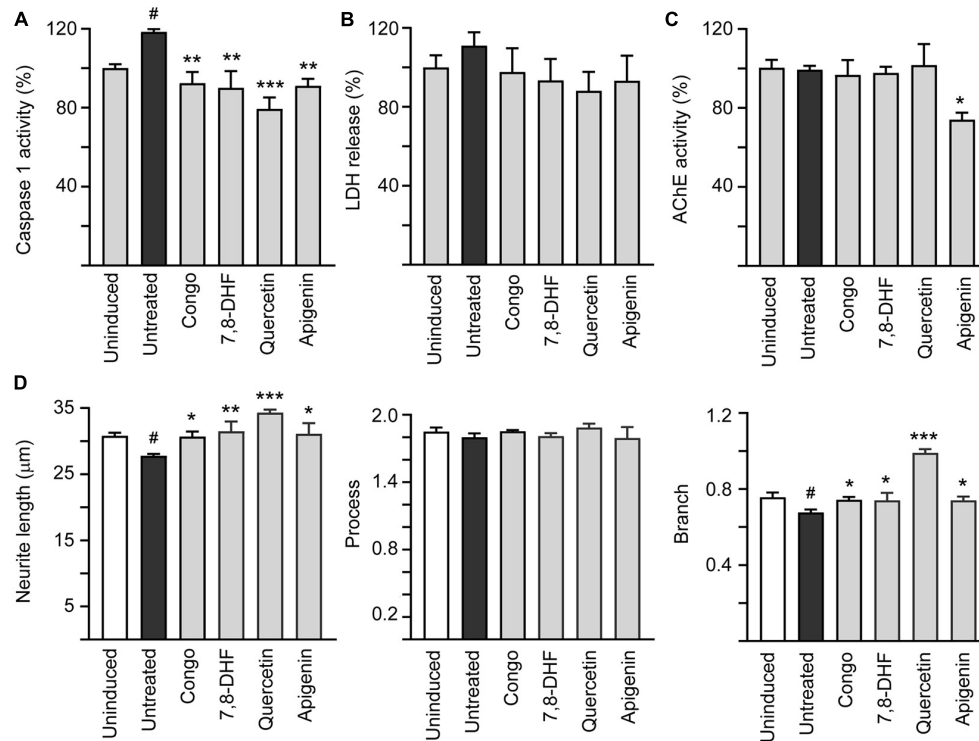 A
Caspase 1 activity (%)
120
80
40
#
**
**
***
**
Uninduced
Untreated
Congo
7,8-DHF
Quercetin
Apigenin
B
LDH release (%)
120
80
40
Uninduced
Untreated
Congo
7,8-DHF
Quercetin
Apigenin
C
AChE activity (%)
120
80
40
*
Uninduced
Untreated
Congo
7,8-DHF
Quercetin
Apigenin
D
Neurite length (μm)
35
25
15
5
#
*
**
***
*
Uninduced
Untreated
Congo
7,8-DHF
Quercetin
Apigenin
Process
2.0
1.4
0.8
0.2
Uninduced
Untreated
Congo
7,8-DHF
Quercetin
Apigenin
Branch
1.2
0.8
0.4
#
*
*
***
*
Uninduced
Untreated
Congo
7,8-DHF
Quercetin
Apigenin